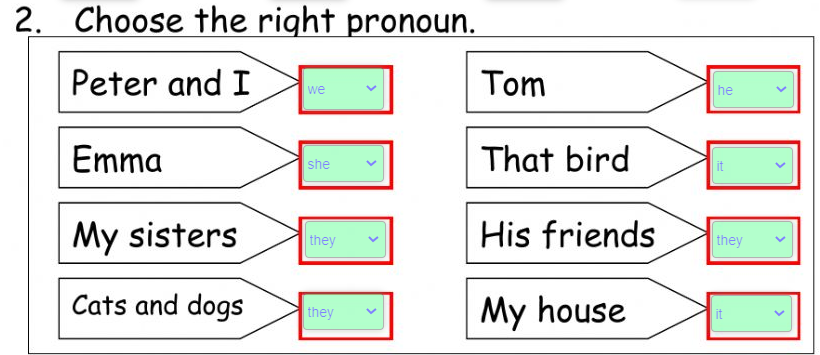 2. Choose the right pronoun.
Peter and I we
Tom he
Emma she
That bird it
My sisters they
His friends they
Cats and dogs they
My house it